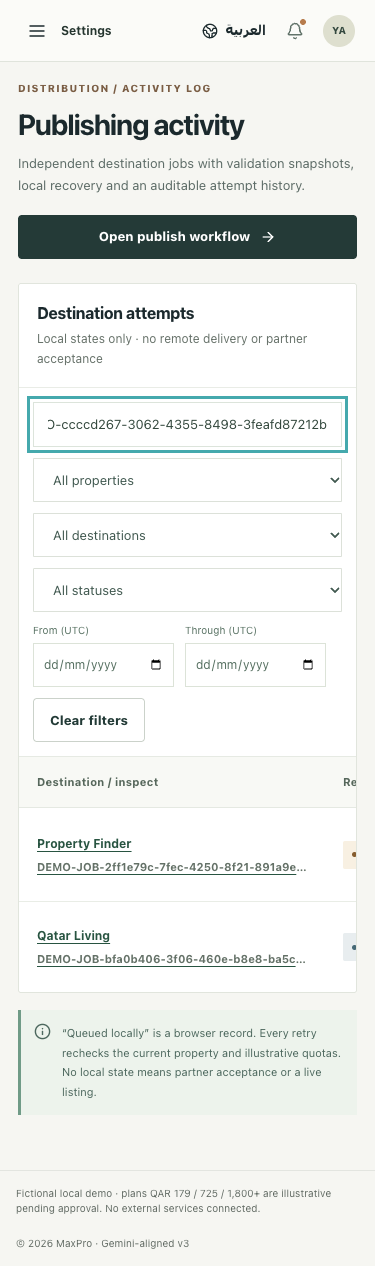 Settings
العربية
YA
DISTRIBUTION / ACTIVITY LOG
Publishing activity
Independent destination jobs with validation snapshots,
local recovery and an auditable attempt history.
Open publish workflow →
Destination attempts
Local states only · no remote delivery or partner
acceptance
-ccccd267-3062-4355-8498-3feafd87212b
All properties
All destinations
All statuses
From (UTC)
Through (UTC)
dd/mm/yyyy
dd/mm/yyyy
Clear filters
Destination / inspect
Re
Property Finder
DEMO-JOB-2ff1e79c-7fec-4250-8f21-891a9e...
Qatar Living
DEMO-JOB-bfa0b406-3f06-460e-b8e8-ba5c...
“Queued locally” is a browser record. Every retry
rechecks the current property and illustrative quotas.
No local state means partner acceptance or a live
listing.
Fictional local demo · plans QAR 179 / 725 / 1,800+ are illustrative
pending approval. No external services connected.
© 2026 MaxPro · Gemini-aligned v3